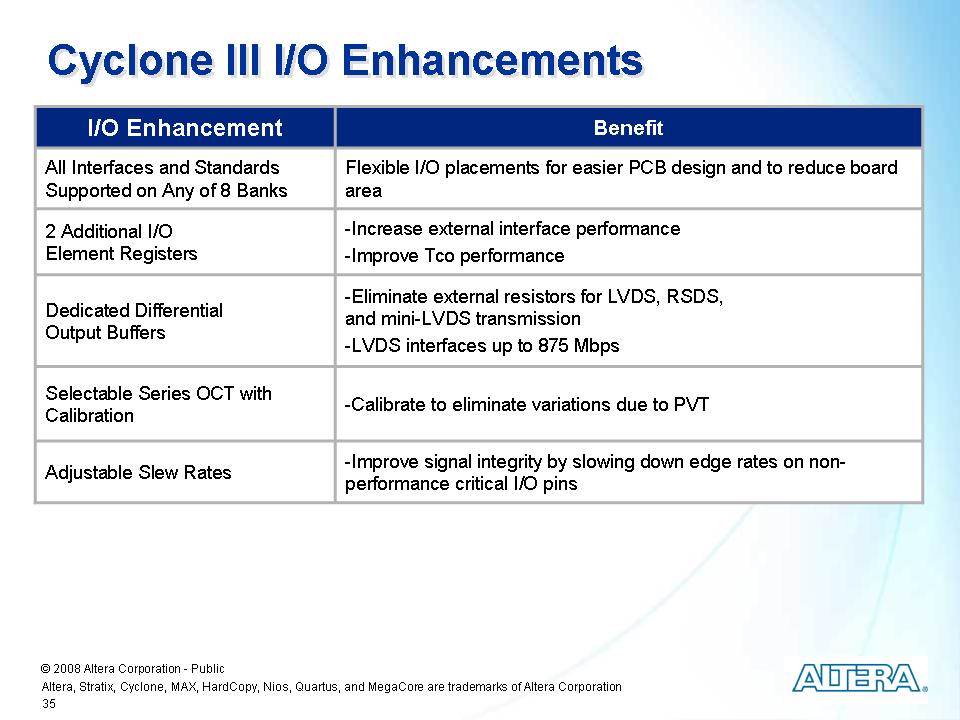 Cyclone III I/O Enhancements
I/O Enhancement
Benefit
All Interfaces and Standards
Supported on Any of 8 Banks
Flexible I/O placements for easier PCB design and to reduce board
area
2 Additional I/O
Element Registers
-Increase external interface performance
-Improve Tco performance
Dedicated Differential
Output Buffers
-Eliminate external resistors for LVDS, RSDS,
and mini-LVDS transmission
-LVDS interfaces up to 875 Mbps
Selectable Series OCT with
Calibration
-Calibrate to eliminate variations due to PVT
Adjustable Slew Rates
-Improve signal integrity by slowing down edge rates on non-
performance critical I/O pins
© 2008 Altera Corporation - Public
Altera, Stratix, Cyclone, MAX, HardCopy, Nios, Quartus, and MegaCore are trademarks of Altera Corporation
35
ALTERA®